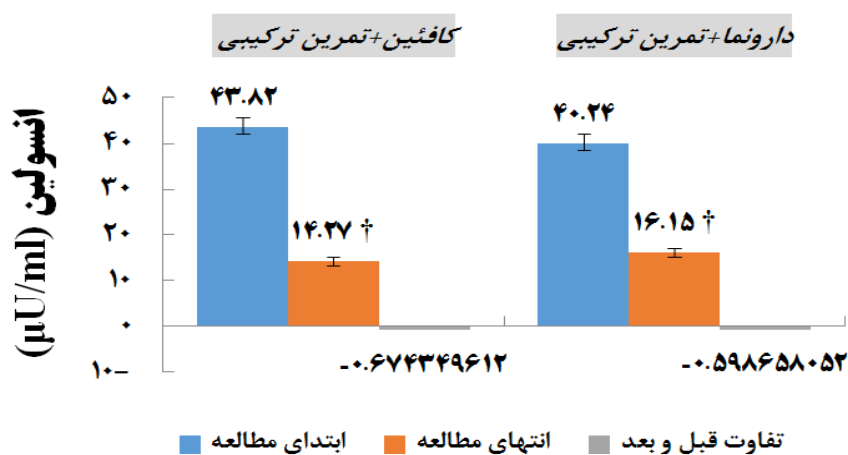 کافئین+تمرین ترکیبی
دارونما+تمرین ترکیبی
انسولین (µU/ml)
۵۰
۴۰
۳۰
۲۰
۱۰
۰
۱۰−
۴۳.۸۲
۱۴.۲۷ †
-۰.۶۷۴۳۴۹۶۱۲
۴۰.۲۴
۱۶.۱۵ †
-۰.۵۹۸۶۵۸۰۵۲
ابتدای مطالعه
انتهای مطالعه
تفاوت قبل و بعد